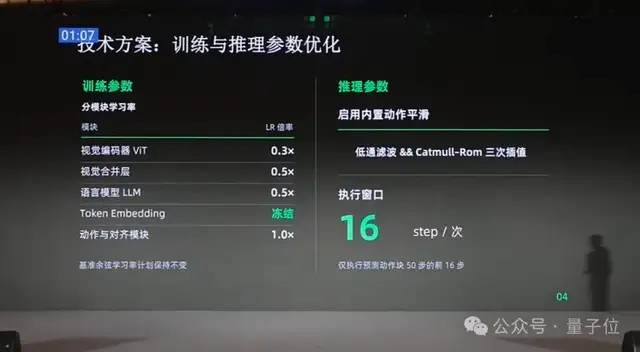 01:07
技术方案：训练与推理参数优化
训练参数
分模块学习率
模块 LR 倍率
视觉编码器 ViT 0.3×
视觉合并层 0.5×
语言模型 LLM 0.5×
Token Embedding 冻结
动作与对齐模块 1.0×
基准余弦学习率计划保持不变
推理参数
启用内置动作平滑
低通滤波 && Catmull-Rom 三次插值
执行窗口
16 step / 次
仅执行预测动作块 50 步的前 16 步
04
公众号 · 量子位